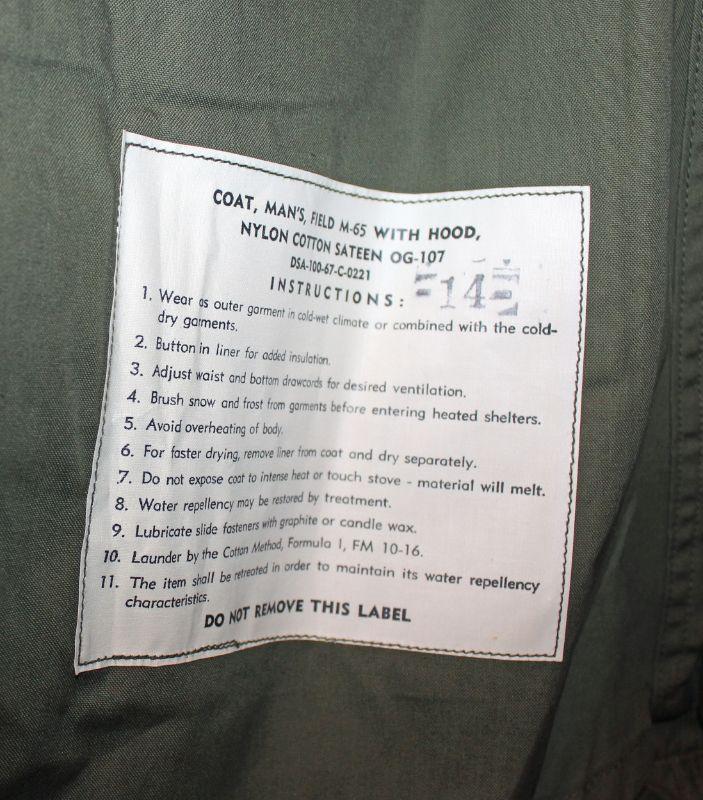 COAT, MAN'S, FIELD M-65 WITH HOOD,
NYLON COTTON SATEEN OG-107
DSA-100-67-C-0221
INSTRUCTIONS: -14-
1. Wear as outer garment in cold-wet climate or combined with the cold-
dry garments.
2. Button in liner for added insulation.
3. Adjust waist and bottom drawcords for desired ventilation.
4. Brush snow and frost from garments before entering heated shelters.
5. Avoid overheating of body.
6. For faster drying, remove liner from coat and dry separately.
7. Do not expose coat to intense heat or touch stove - material will melt.
8. Water repellency may be restored by treatment.
9. Lubricate slide fasteners with graphite or candle wax.
10. Launder by the Cotton Method, Formula 1, FM 10-16.
11. The item shall be retreated in order to maintain its water repellency
characteristics.
DO NOT REMOVE THIS LABEL